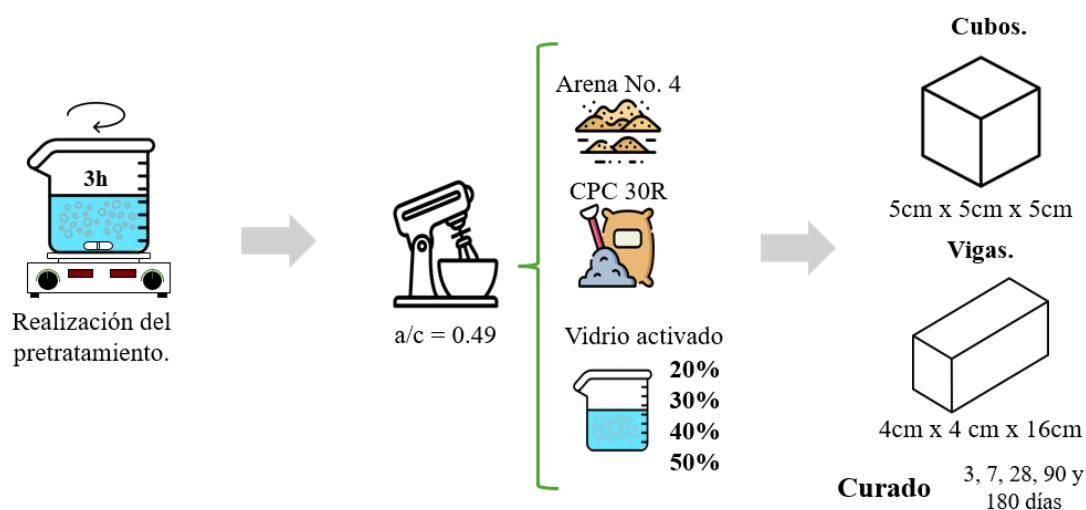 3h
Realización del
pretratamiento.
a/c = 0.49
Arena No. 4
CPC 30R
Vidrio activado
20%
30%
40%
50%
Cubos.
5cm x 5cm x 5cm
Vigas.
4cm x 4 cm x 16cm
Curado
3, 7, 28, 90 y
180 días